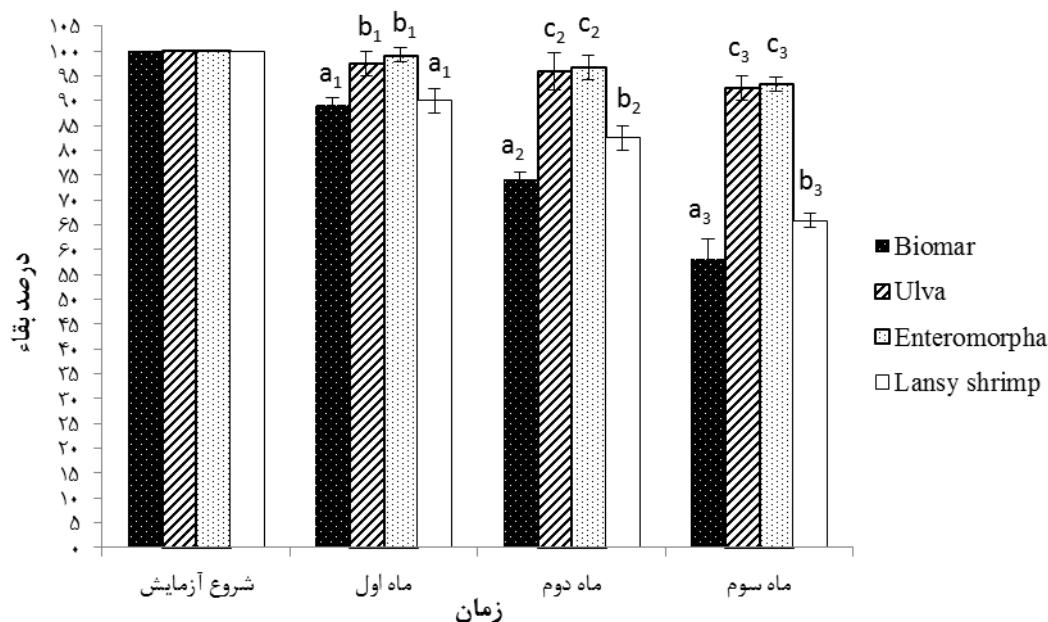 درصد بقاء
۱۰۵
۱۰۰
۹۵
۹۰
۸۵
۸۰
۷۵
۷۰
۶۵
۶۰
۵۵
۵۰
۴۵
۴۰
۳۵
۳۰
۲۵
۲۰
۱۵
۱۰
۵
۰
a₁ b₁ b₁ a₁
a₂ c₂ c₂ b₂
a₃ c₃ c₃ b₃
شروع آزمایش
ماه اول
ماه دوم
ماه سوم
زمان
Biomar
Ulva
Enteromorpha
Lansy shrimp